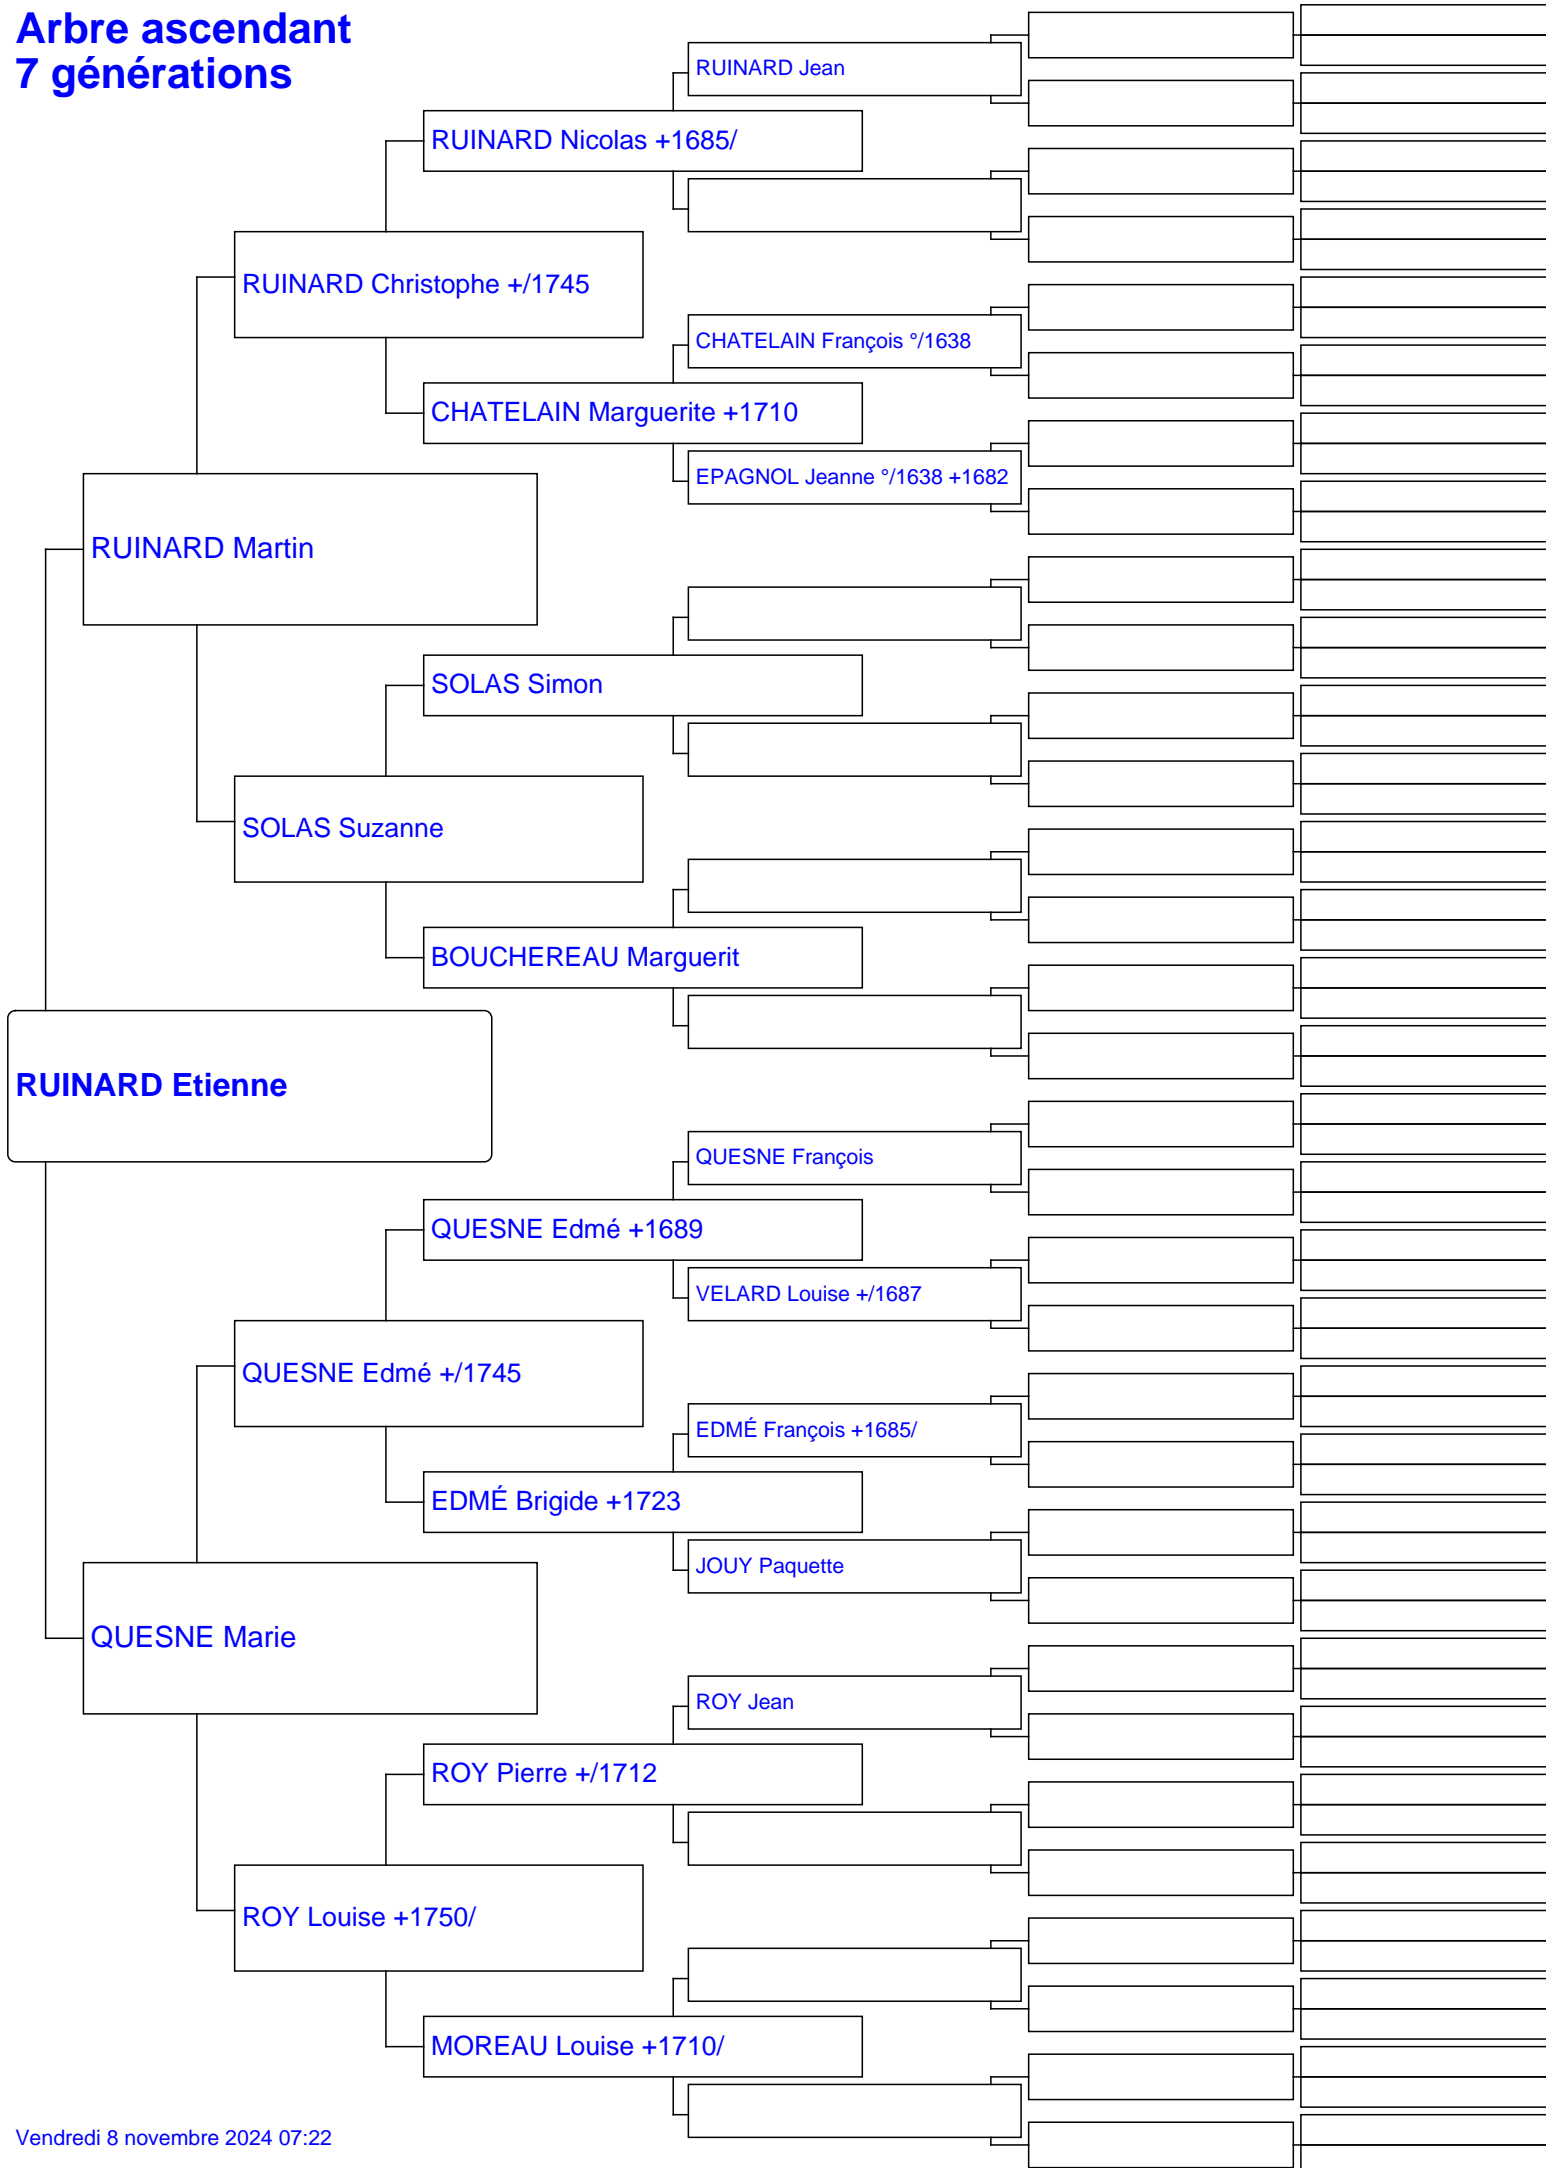 Arbre ascendant
7 générations
RUINARD Jean
RUINARD Nicolas +1685/
RUINARD Christophe +/1745
CHATELAIN François °/1638
CHATELAIN Marguerite +1710
EPAGNOL Jeanne °/1638 +1682
RUINARD Martin
SOLAS Simon
SOLAS Suzanne
BOUCHEREAU Marguerit
RUINARD Etienne
QUESNE François
QUESNE Edmé +1689
VELARD Louise +/1687
QUESNE Edmé +/1745
EDMÉ François +1685/
EDMÉ Brigide +1723
JOUY Paquette
QUESNE Marie
ROY Jean
ROY Pierre +/1712
ROY Louise +1750/
MOREAU Louise +1710/
Vendredi 8 novembre 2024 07:22